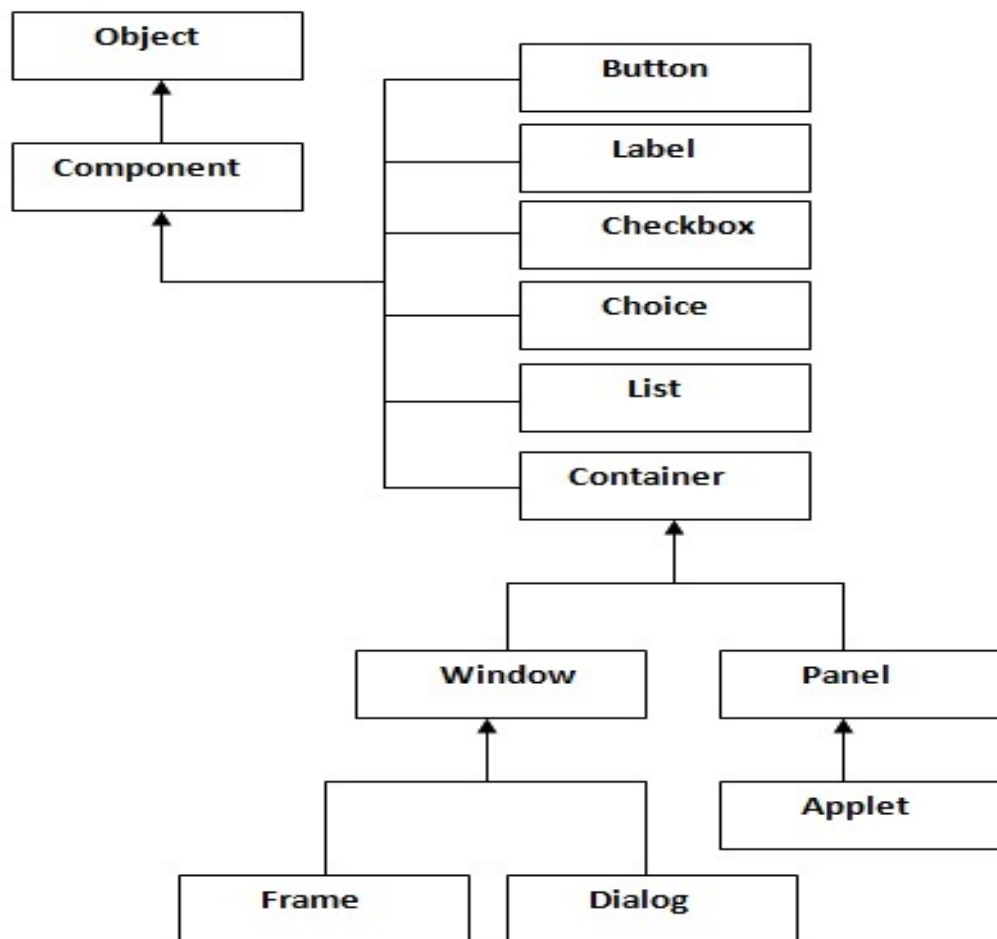 Object
Button
Label
Component
Checkbox
Choice
List
Container
Window
Panel
Applet
Frame
Dialog